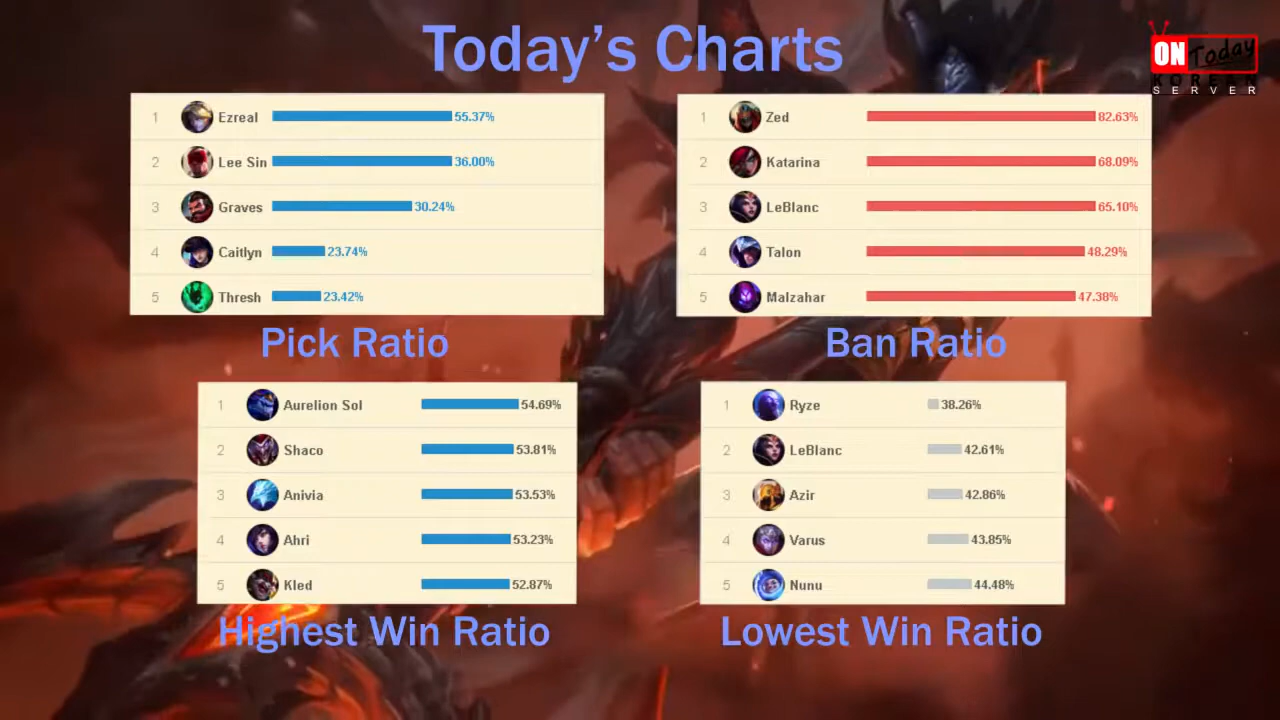 Today's Charts
ON Today
KOREAN
SERVER
1 Ezreal 55.37%
2 Lee Sin 36.00%
3 Graves 30.24%
4 Caitlyn 23.74%
5 Thresh 23.42%
Pick Ratio
1 Zed 82.63%
2 Katarina 68.09%
3 LeBlanc 65.10%
4 Talon 48.29%
5 Malzahar 47.38%
Ban Ratio
1 Aurelion Sol 54.69%
2 Shaco 53.81%
3 Anivia 53.53%
4 Ahri 53.23%
5 Kled 52.87%
Highest Win Ratio
1 Ryze 38.26%
2 LeBlanc 42.61%
3 Azir 42.86%
4 Varus 43.85%
5 Nunu 44.48%
Lowest Win Ratio